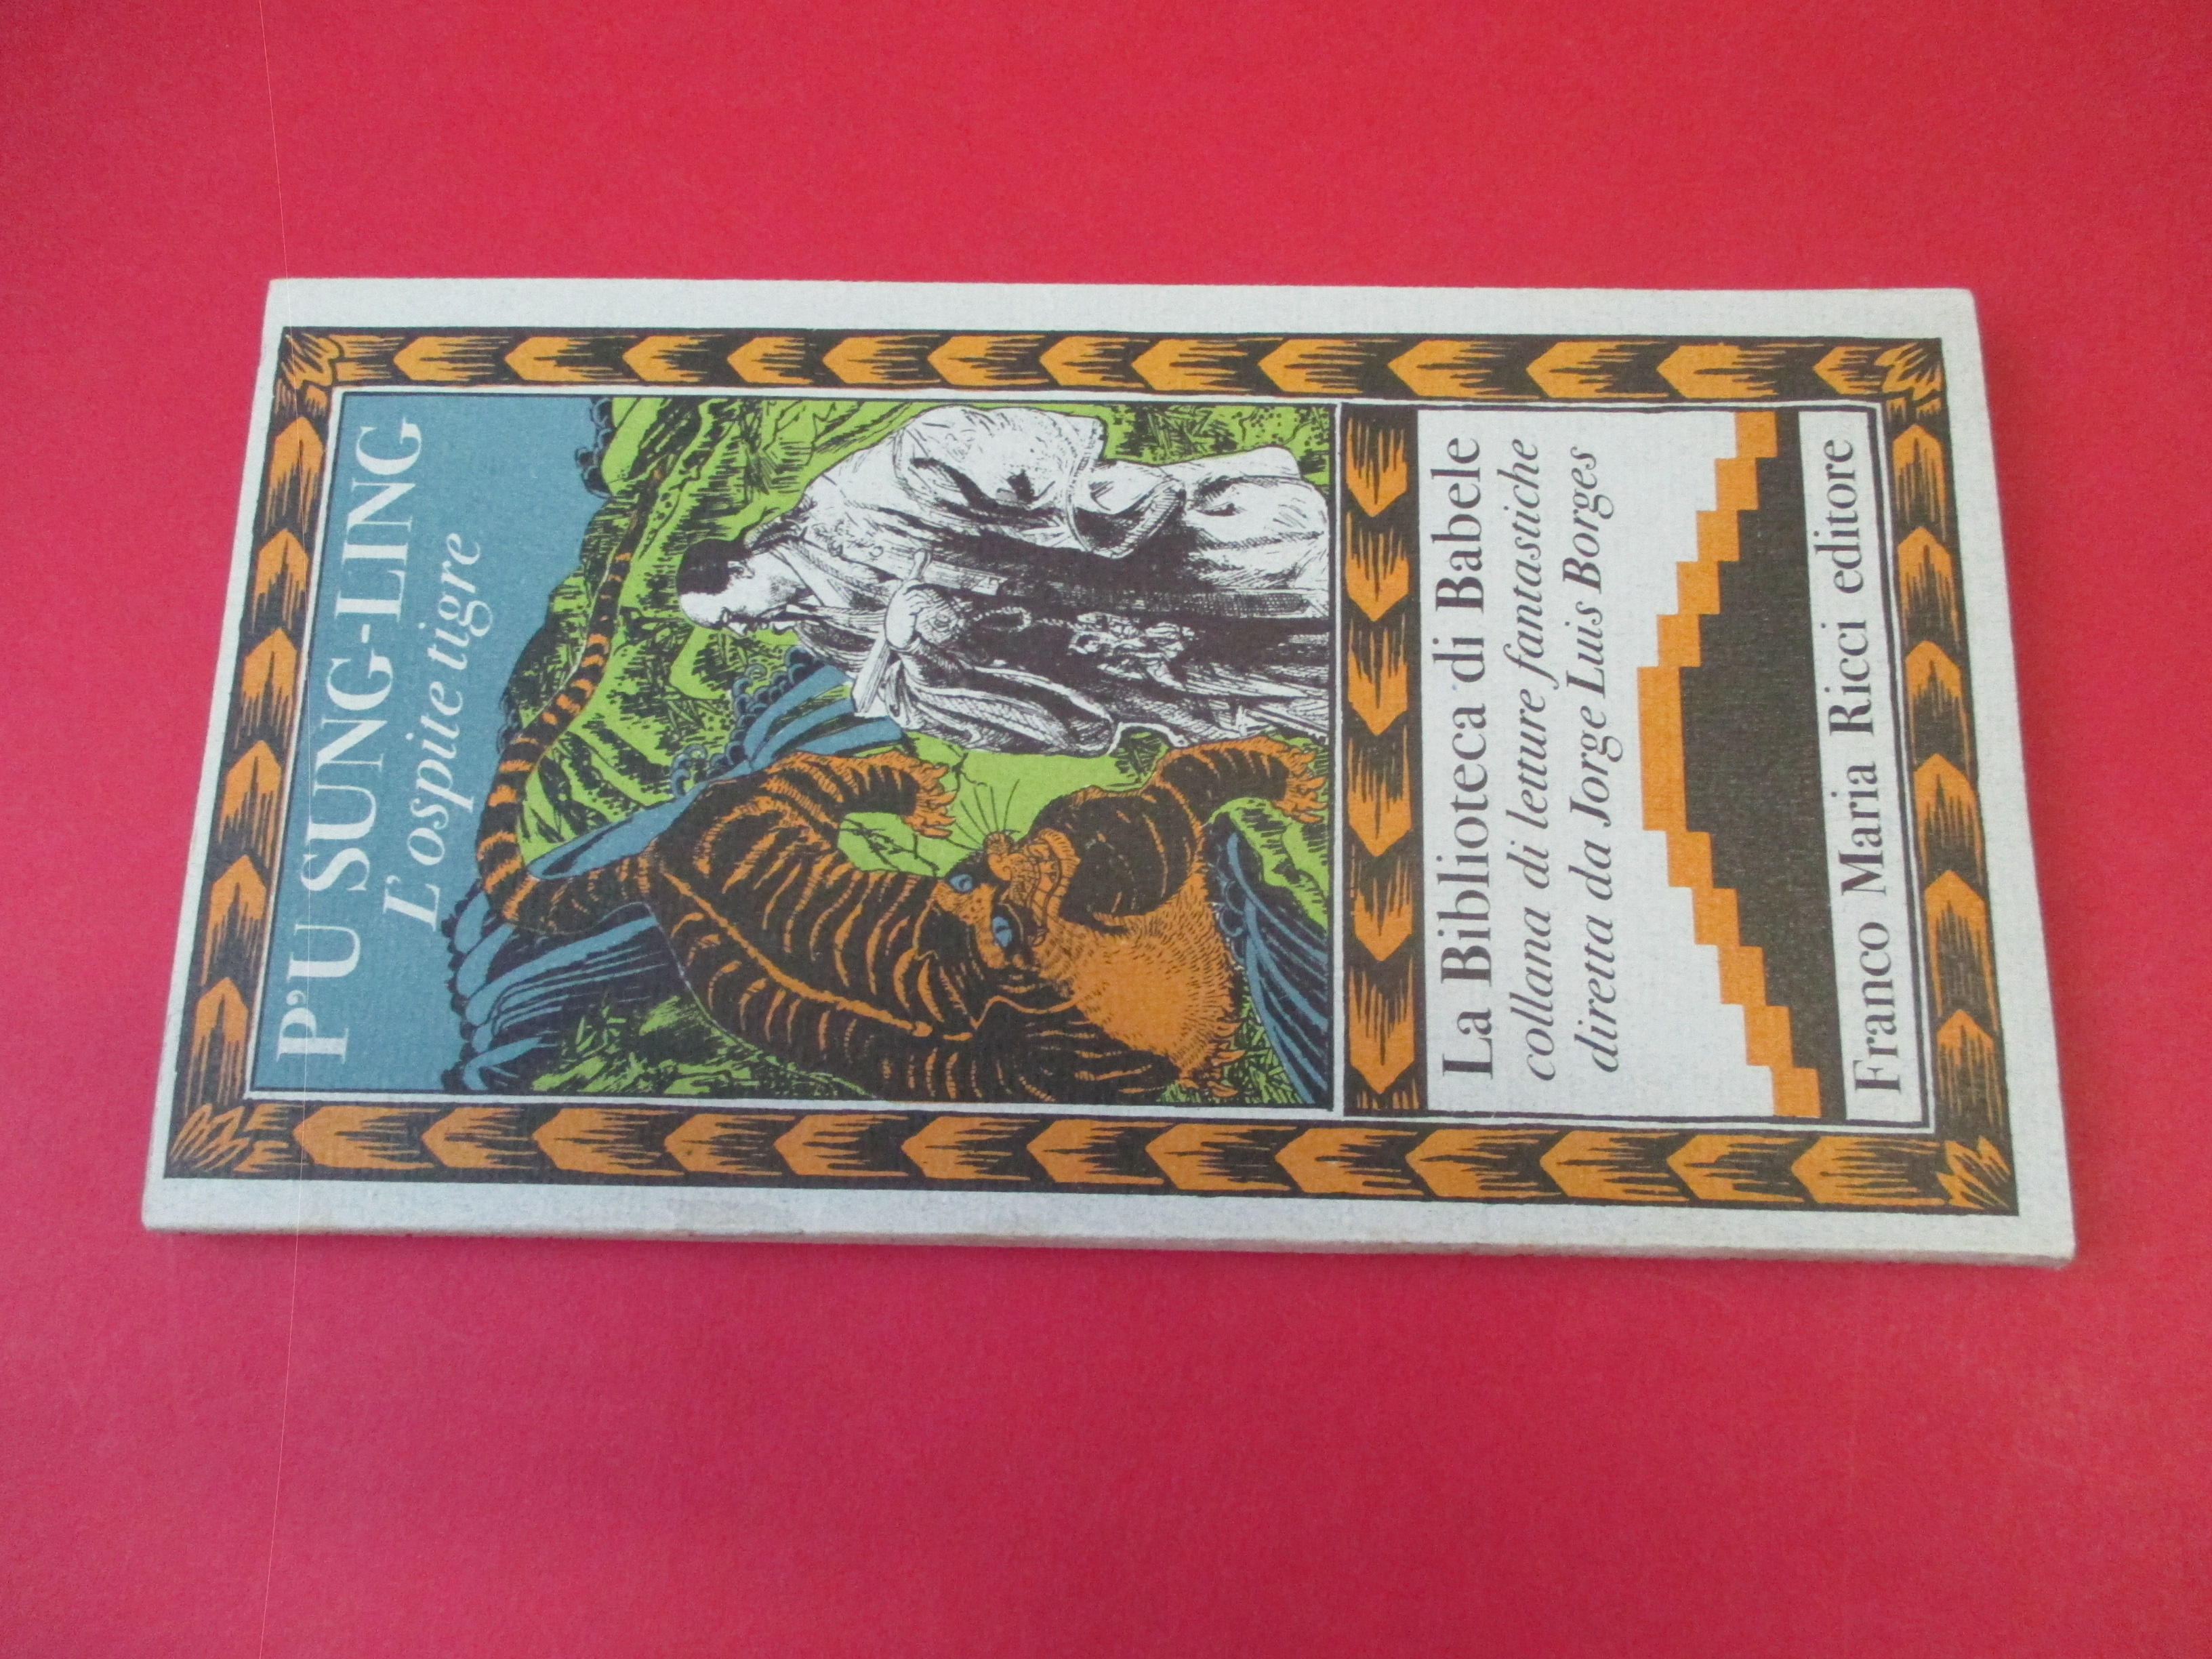 P'U SUNG-LING
L'ospite tigre
La Biblioteca di Babele
collana di letture fantastiche
diretta da Jorge Luis Borges
Franco Maria Ricci editore